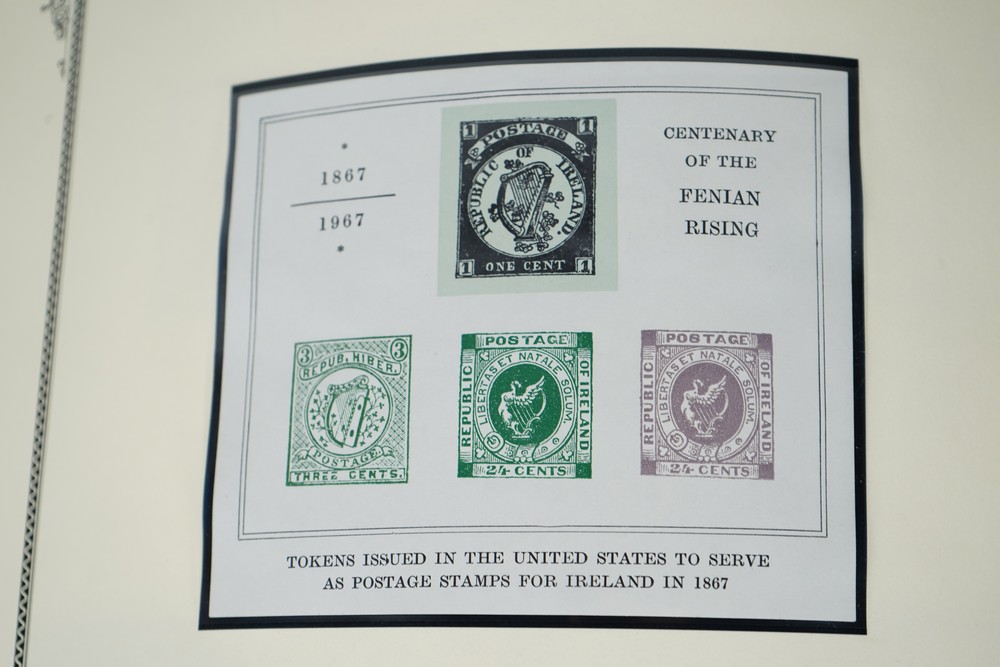 1867
1967
1 1
POSTAGE
REPUBLIC OF IRELAND.
ONE CENT
1 1
CENTENARY
OF THE
FENIAN
RISING
3 3
REPUB. HIBER.
POSTAGE.
THREE CENTS.
POSTAGE
REPUBLIC
LIBERTAS ET NATALE SOLUM.
OF IRELAND
24 CENTS
POSTAGE
REPUBLIC
LIBERTAS ET NATALE SOLUM.
OF IRELAND
24 CENTS
TOKENS ISSUED IN THE UNITED STATES TO SERVE
AS POSTAGE STAMPS FOR IRELAND IN 1867